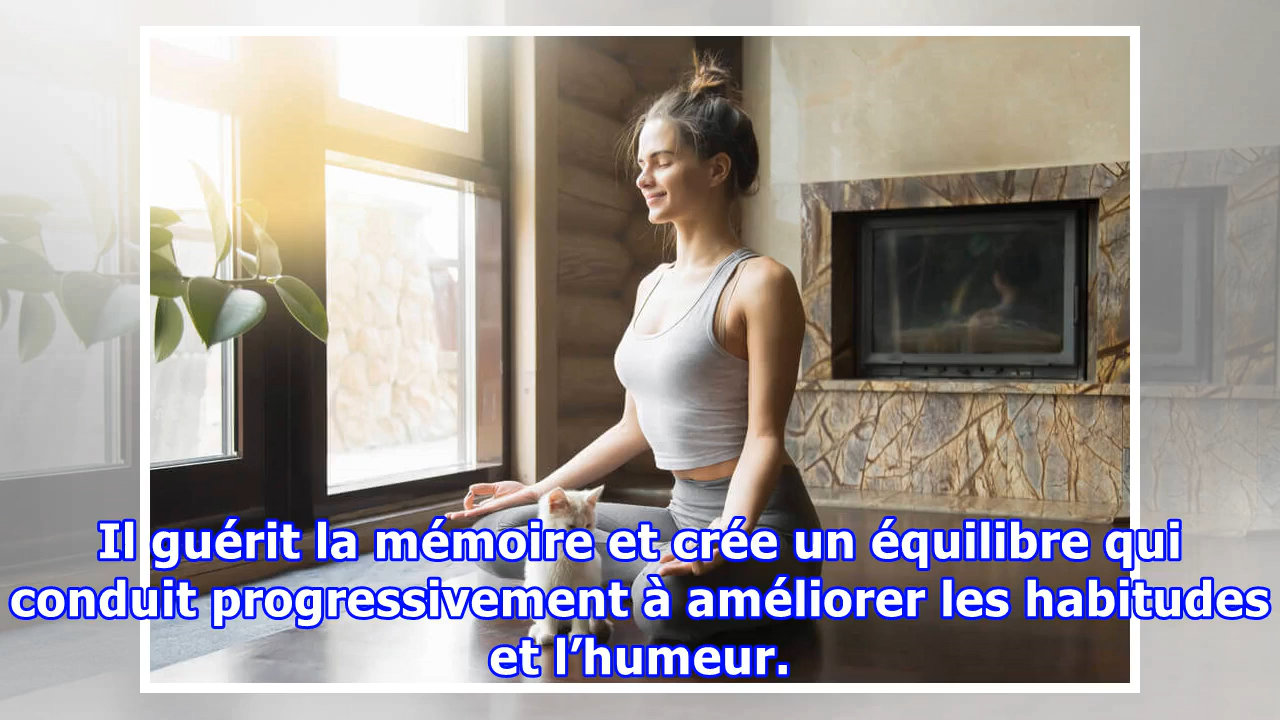 Il guérit la mémoire et crée un équilibre qui
conduit progressivement à améliorer les habitudes
et l’humeur.